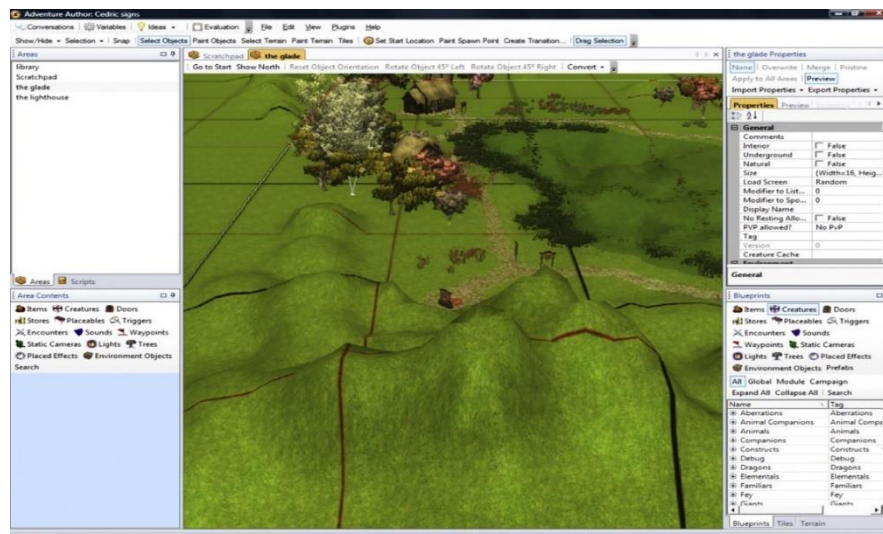 Adventure Author: Cedric signs
Conversations Variables Ideas Evaluation File Edit View Plugins Help
Show/Hide Selection Snap Select Objects Paint Objects Select Terrain Paint Terrain Tiles Set Start Location Paint Spawn Point Create Transition... Drag Selection
Areas
library
Scratchpad
the glade
the lighthouse
Areas Scripts
Area Contents
Items Creatures Doors
Stores Placeables Triggers
Encounters Sounds Waypoints
Static Cameras Lights Trees
Placed Effects Environment Objects
Search
Scratchpad the glade
Go to Start Show North Reset Object Orientation Rotate Object 45° Left Rotate Object 45° Right Convert
the glade Properties
None Overwrite Merge Pristine
Apply to All Areas Preview
Import Properties Export Properties
Properties Preview
General
Comments
Interior False
Underground False
Natural False
Size {Width=16, Heig...
Load Screen Random
Modifier to List... 0
Modifier to Spo... 0
Display Name
No Resting Allo... False
PVP allowed? No PvP
Tag
Version 0
Creature Cache
Environment
General
Blueprints
Items Creatures Doors
Stores Placeables Triggers
Encounters Sounds
Waypoints Static Cameras
Lights Trees Placed Effects
Environment Objects Prefabs
All Global Module Campaign
Expand All Collapse All Search
Name Tag
Aberrations Aberrations
Animal Companions Animal Compa
Animals Animals
Companions Companions
Constructs Constructs
Debug Debug
Dragons Dragons
Elementals Elementals
Familiars Familiars
Fey Fey
Giants Giants
Blueprints Tiles Terrain